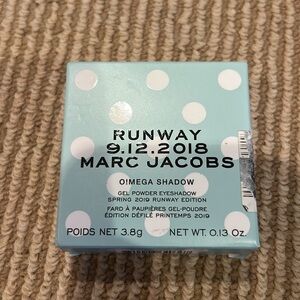 RUNWAY
9.12.2018
MARC JACOBS
O!MEGA SHADOW
GEL POWDER EYESHADOW
SPRING 2019 RUNWAY EDITION
FARD À PAUPIÈRES GEL-POUDRE
ÉDITION DÉFILÉ PRINTEMPS 2019
POIDS NET 3.8g NET WT. 0.13 Oz.